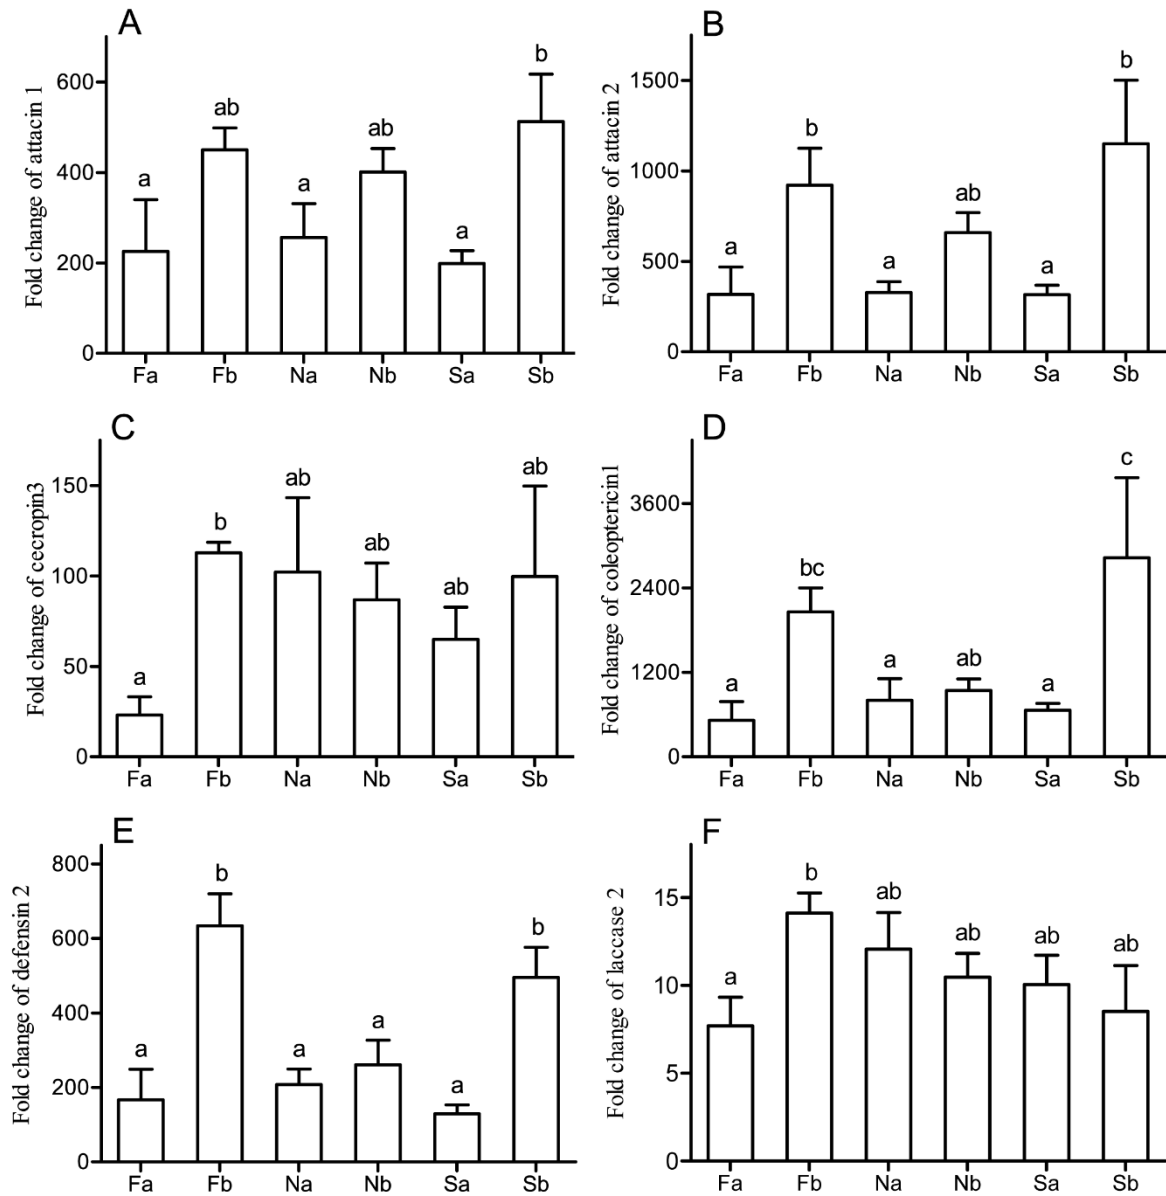 A
Fold change of attacin 1
600
400
200
0
a
ab
a
ab
a
b
Fa Fb Na Nb Sa Sb
B
Fold change of attacin 2
1500
1000
500
0
a
b
a
ab
a
b
Fa Fb Na Nb Sa Sb
C
Fold change of cecropin3
150
100
50
0
a
b
ab
ab
ab
ab
Fa Fb Na Nb Sa Sb
D
Fold change of coleoptericin1
3600
2400
1200
0
a
bc
a
ab
a
c
Fa Fb Na Nb Sa Sb
E
Fold change of defensin 2
800
600
400
200
0
a
b
a
a
a
b
Fa Fb Na Nb Sa Sb
F
Fold change of laccase 2
15
10
5
0
a
b
ab
ab
ab
ab
Fa Fb Na Nb Sa Sb